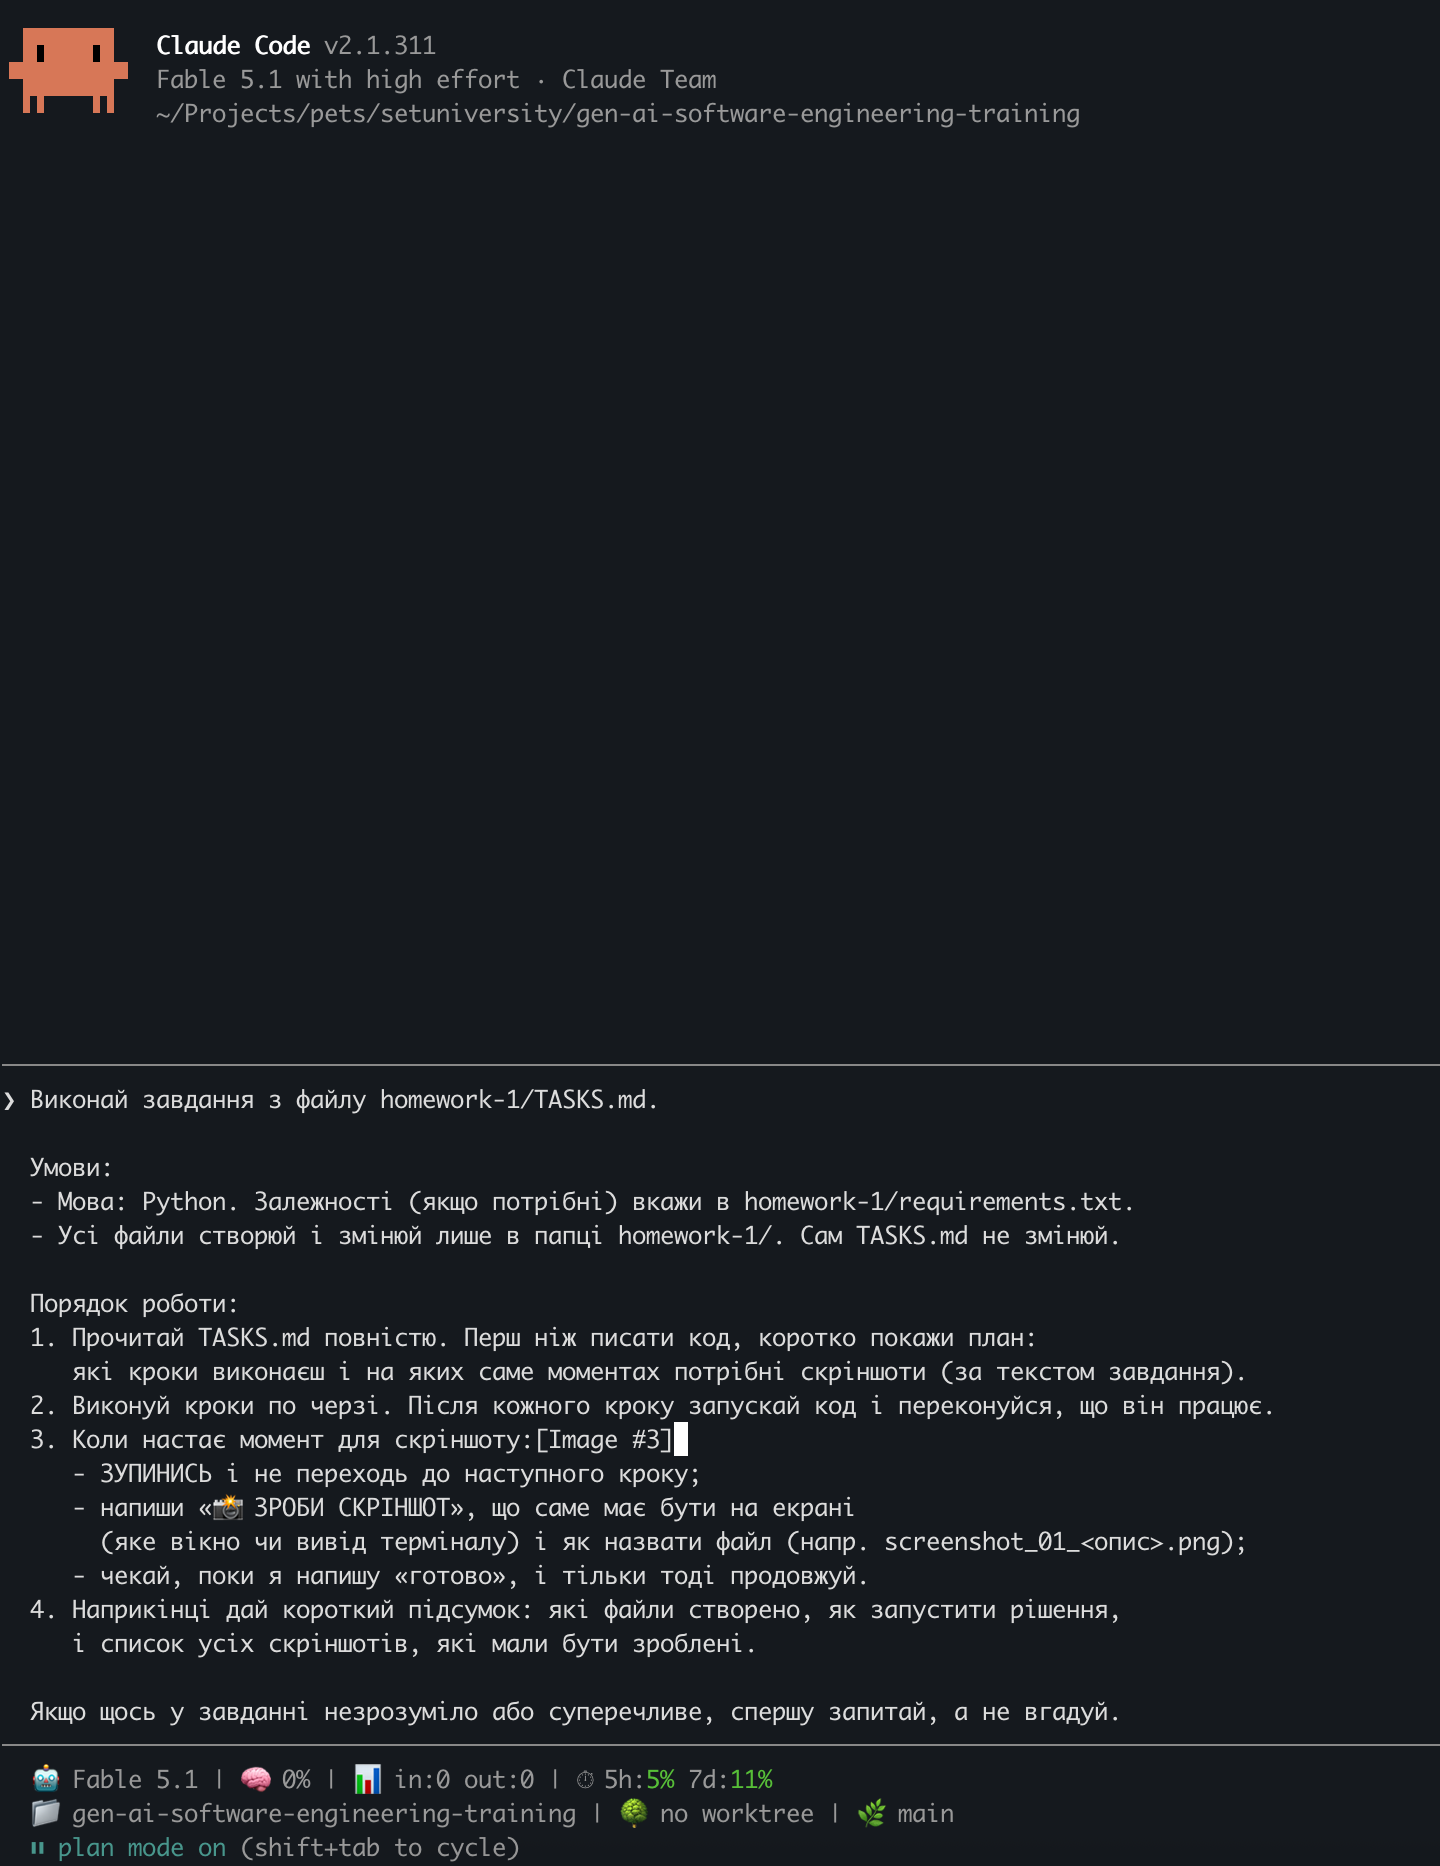 Claude Code v2.1.311
Fable 5.1 with high effort · Claude Team
~/Projects/pets/setuniversity/gen-ai-software-engineering-training
❯ Виконай завдання з файлу homework-1/TASKS.md.
Умови:
- Мова: Python. Залежності (якщо потрібні) вкажи в homework-1/requirements.txt.
- Усі файли створюй і змінюй лише в папці homework-1/. Сам TASKS.md не змінюй.
Порядок роботи:
1. Прочитай TASKS.md повністю. Перш ніж писати код, коротко покажи план:
які кроки виконаєш і на яких саме моментах потрібні скріншоти (за текстом завдання).
2. Виконуй кроки по черзі. Після кожного кроку запускай код і переконуйся, що він працює.
3. Коли настає момент для скріншоту:[Image #3]
- ЗУПИНИСЬ і не переходь до наступного кроку;
- напиши «📸 ЗРОБИ СКРІНШОТ», що саме має бути на екрані
(яке вікно чи вивід терміналу) і як назвати файл (напр. screenshot_01_<опис>.png);
- чекай, поки я напишу «готово», і тільки тоді продовжуй.
4. Наприкінці дай короткий підсумок: які файли створено, як запустити рішення,
і список усіх скріншотів, які мали бути зроблені.
Якщо щось у завданні незрозуміло або суперечливе, спершу запитай, а не вгадуй.
🤖 Fable 5.1 | 🧠 0% | 📊 in:0 out:0 | ⏱ 5h:5% 7d:11%
📁 gen-ai-software-engineering-training | 🌳 no worktree | 🌿 main
⏸ plan mode on (shift+tab to cycle)